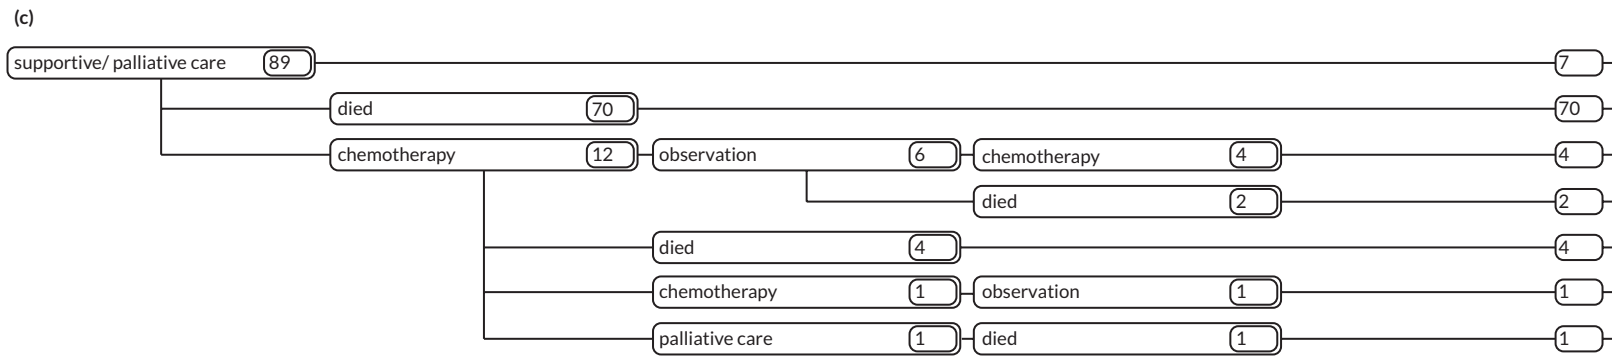 (c)
supportive/ palliative care 89 7
died 70 70
chemotherapy 12 observation 6 chemotherapy 4 4
died 2 2
died 4 4
chemotherapy 1 observation 1 1
palliative care 1 died 1 1